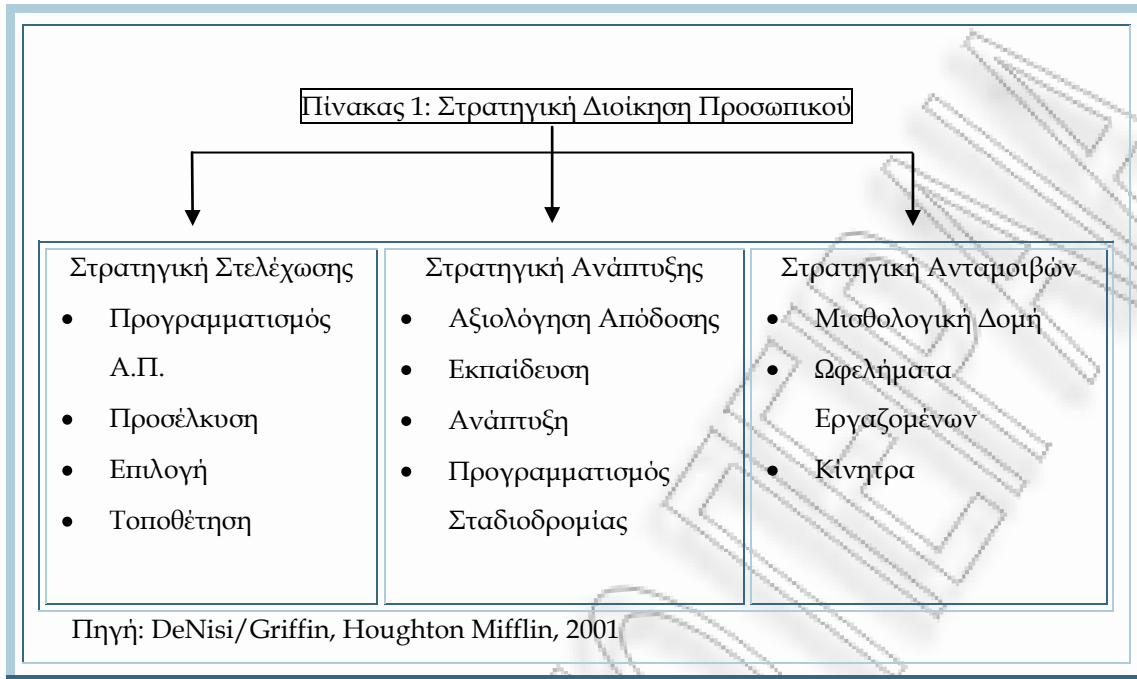 Πίνακας 1: Στρατηγική Διοίκηση Προσωπικού
Στρατηγική Στελέχωσης
• Προγραμματισμός
Α.Π.
• Προσέλκυση
• Επιλογή
• Τοποθέτηση
Στρατηγική Ανάπτυξης
• Αξιολόγηση Απόδοσης
• Εκπαίδευση
• Ανάπτυξη
• Προγραμματισμός
Σταδιοδρομίας
Στρατηγική Ανταμοιβών
• Μισθολογική Δομή
• Ωφελήματα
Εργαζομένων
• Κίνητρα
Πηγή: DeNisi/Griffin, Houghton Mifflin, 2001